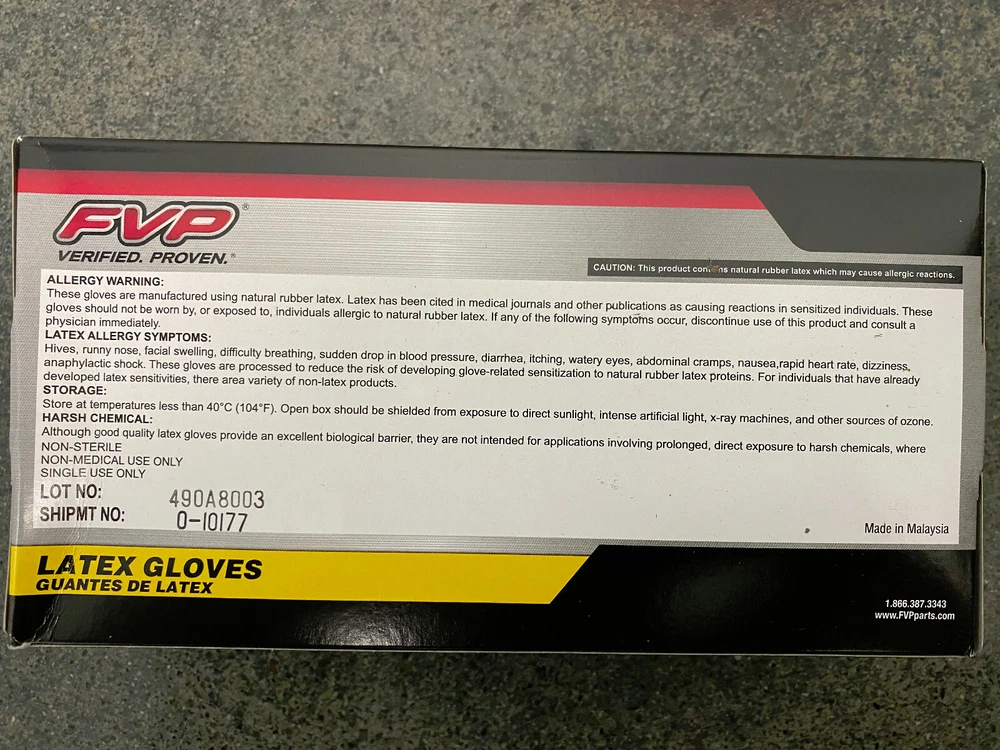 FVP®
VERIFIED. PROVEN.®
CAUTION: This product contains natural rubber latex which may cause allergic reactions.
ALLERGY WARNING:
These gloves are manufactured using natural rubber latex. Latex has been cited in medical journals and other publications as causing reactions in sensitized individuals. These
gloves should not be worn by, or exposed to, individuals allergic to natural rubber latex. If any of the following symptoms occur, discontinue use of this product and consult a
physician immediately.
LATEX ALLERGY SYMPTOMS:
Hives, runny nose, facial swelling, difficulty breathing, sudden drop in blood pressure, diarrhea, itching, watery eyes, abdominal cramps, nausea,rapid heart rate, dizziness,
anaphylactic shock. These gloves are processed to reduce the risk of developing glove-related sensitization to natural rubber latex proteins. For individuals that have already
developed latex sensitivities, there area variety of non-latex products.
STORAGE:
Store at temperatures less than 40°C (104°F). Open box should be shielded from exposure to direct sunlight, intense artificial light, x-ray machines, and other sources of ozone.
HARSH CHEMICAL:
Although good quality latex gloves provide an excellent biological barrier, they are not intended for applications involving prolonged, direct exposure to harsh chemicals, where
NON-STERILE
NON-MEDICAL USE ONLY
SINGLE USE ONLY
LOT NO: 490A8003
SHIPMT NO: 0-10177
Made in Malaysia
LATEX GLOVES
GUANTES DE LATEX
1.866.387.3343
www.FVPparts.com